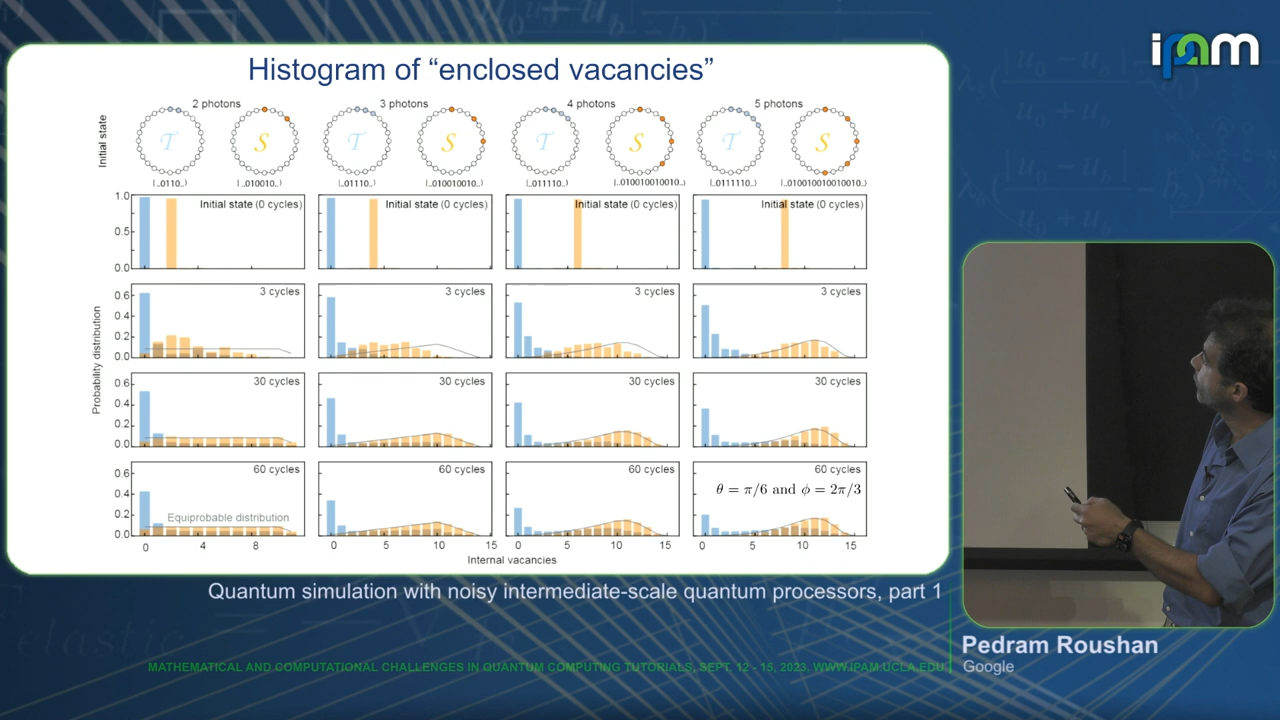 ipam
Histogram of “enclosed vacancies”
2 photons 3 photons 4 photons 5 photons
Initial state
𝒯 𝒮 𝒯 𝒮 𝒯 𝒮 𝒯 𝒮
|..0110..⟩ |..010010..⟩ |..01110..⟩ |..010010010..⟩ |..011110..⟩ |..010010010010..⟩ |..0111110..⟩ |..010010010010010..⟩
1.0 Initial state (0 cycles) Initial state (0 cycles) Initial state (0 cycles) Initial state (0 cycles)
0.5
0.0
Probability distribution
0.6 3 cycles 3 cycles 3 cycles 3 cycles
0.4
0.2
0.0
0.6 30 cycles 30 cycles 30 cycles 30 cycles
0.4
0.2
0.0
0.6 60 cycles 60 cycles 60 cycles 60 cycles
0.4 θ = π/6 and ϕ = 2π/3
0.2 Equiprobable distribution
0.0
0 4 8 0 5 10 15 0 5 10 15 0 5 10 15
Internal vacancies
Quantum simulation with noisy intermediate-scale quantum processors, part 1
Pedram Roushan
Google
MATHEMATICAL AND COMPUTATIONAL CHALLENGES IN QUANTUM COMPUTING TUTORIALS, SEPT. 12 - 15, 2023, WWW.IPAM.UCLA.EDU